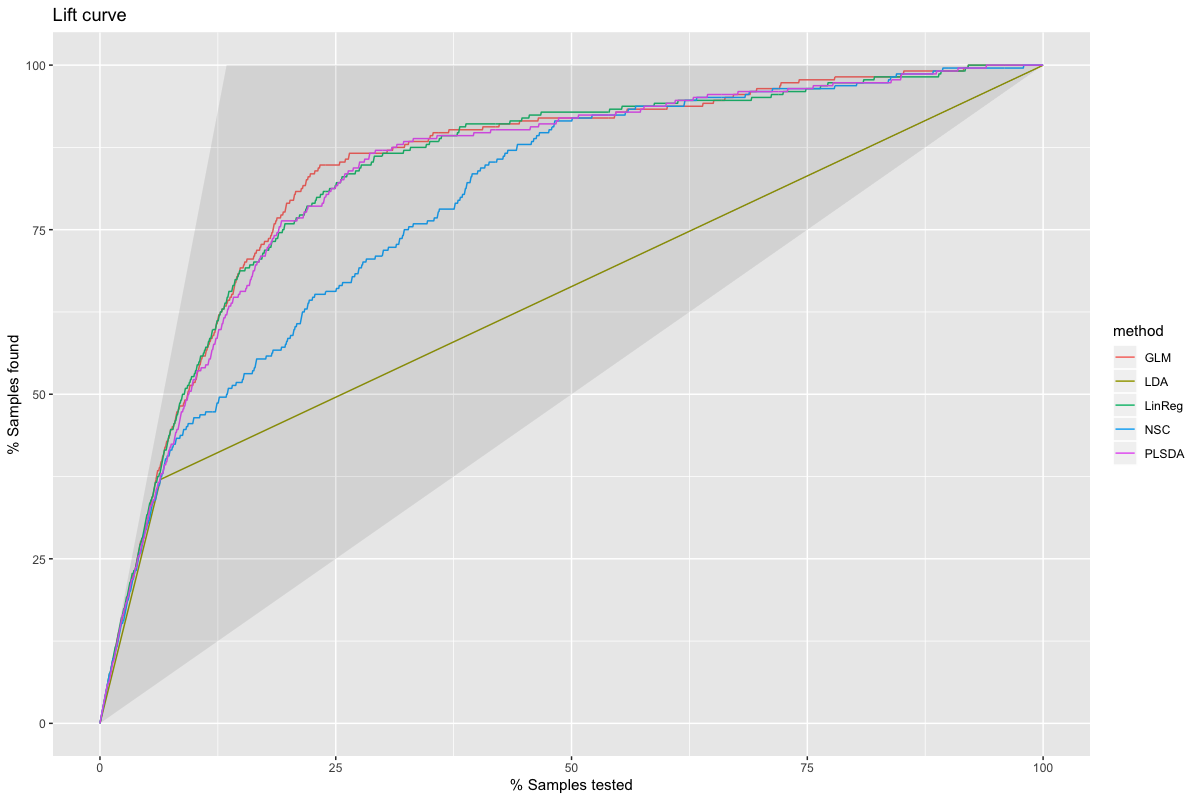 Lift curve
100
75
50
25
0
% Samples found
0 25 50 75 100
% Samples tested
method
GLM
LDA
LinReg
NSC
PLSDA